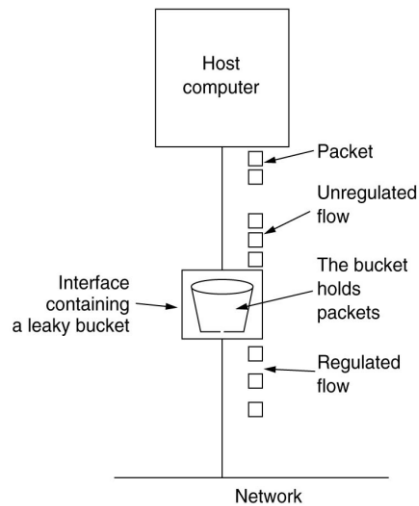 Host
computer
Packet
Unregulated
flow
Interface
containing
a leaky bucket
The bucket
holds
packets
Regulated
flow
Network